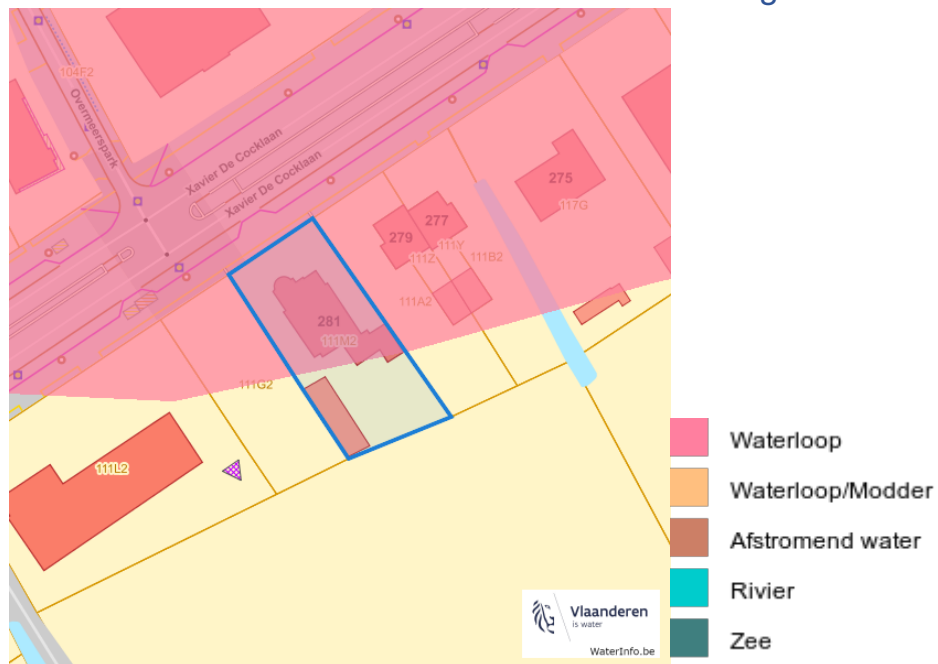 g
104F2
Overmeerspark
Xavier De Cocklaan
Xavier De Cocklaan
275
117G
277
279
111Y
111Z
111B2
111A2
281
111M2
111G2
111L2
Waterloop
Waterloop/Modder
Afstromend water
Rivier
Zee
Vlaanderen
is water
WaterInfo.be